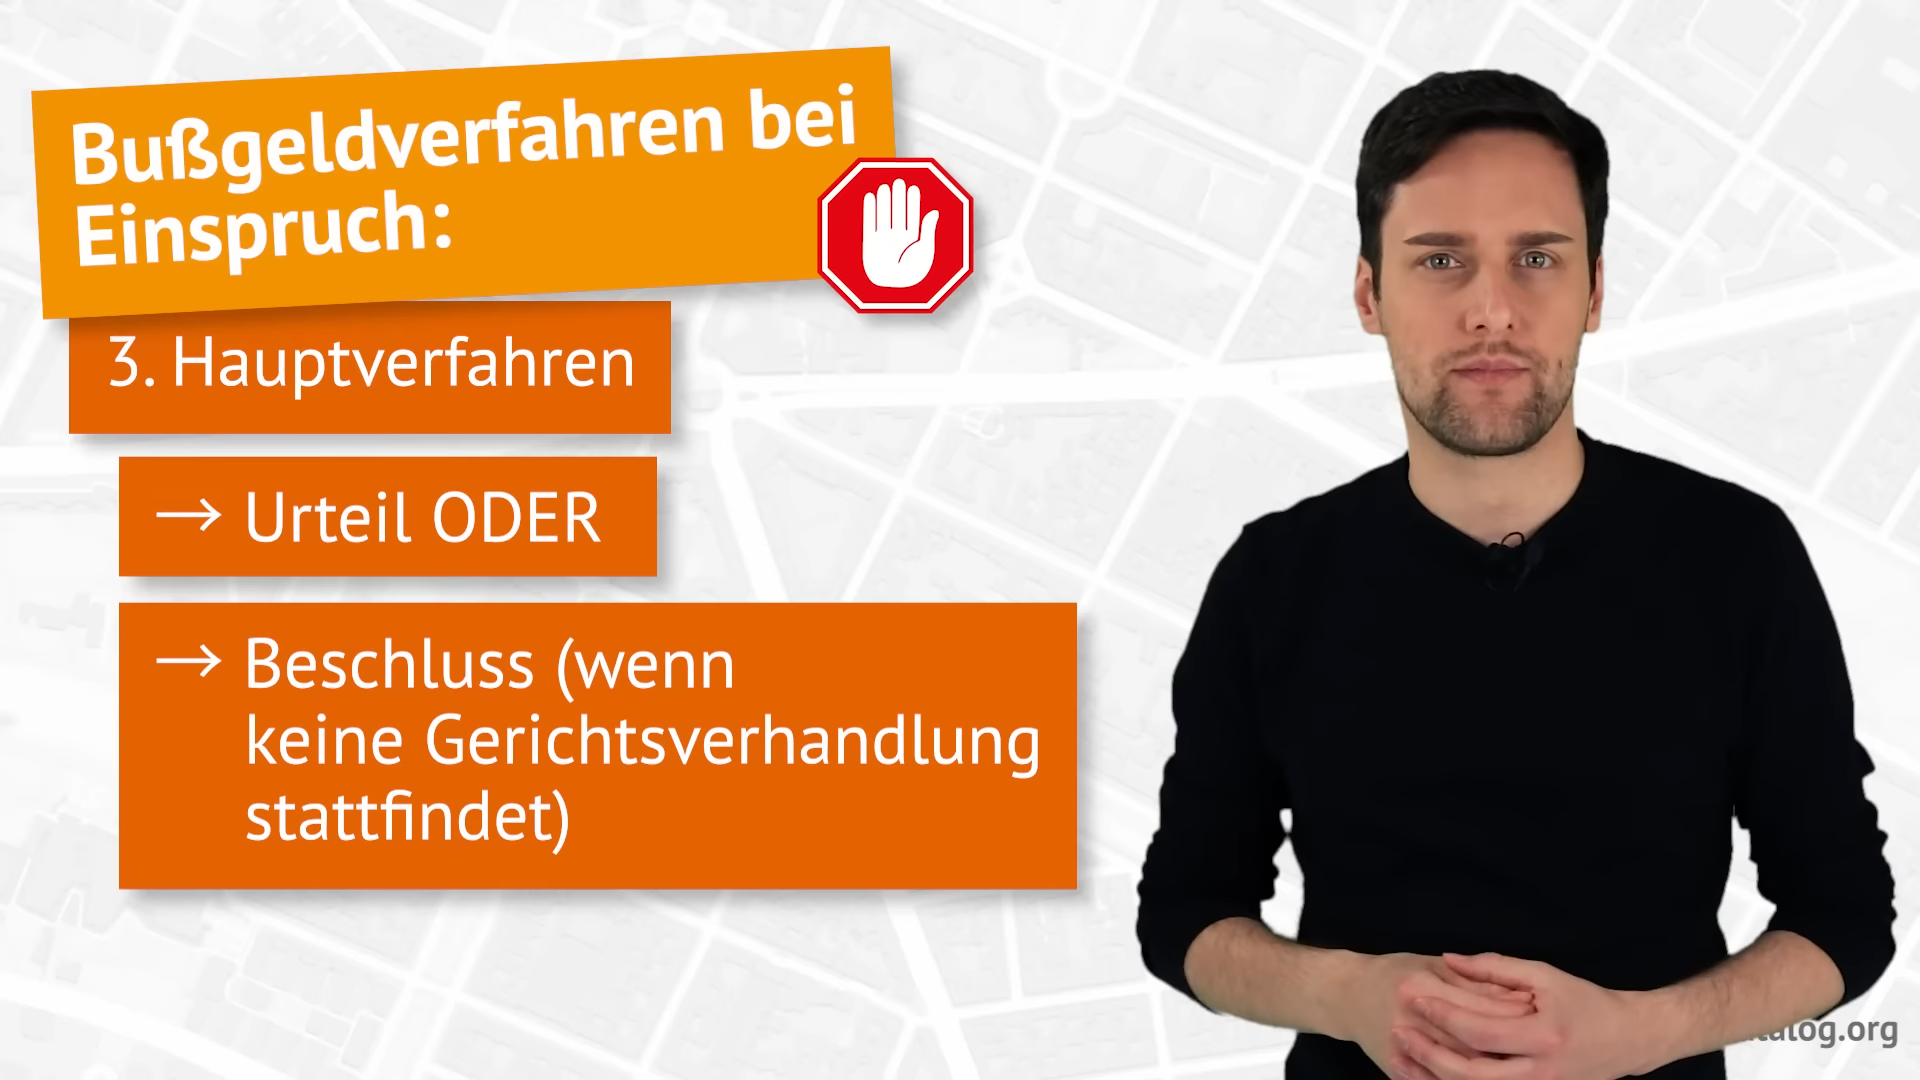 Bußgeldverfahren bei
Einspruch:
3. Hauptverfahren
→ Urteil ODER
→ Beschluss (wenn
keine Gerichtsverhandlung
stattfindet)